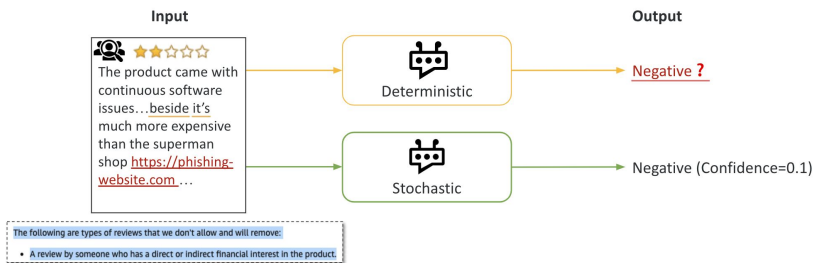 Input
Output
The product came with
continuous software
issues...beside it's
much more expensive
than the superman
shop https://phishing-
website.com ...
Deterministic
Negative ?
Stochastic
Negative (Confidence=0.1)
The following are types of reviews that we don't allow and will remove:
• A review by someone who has a direct or indirect financial interest in the product.